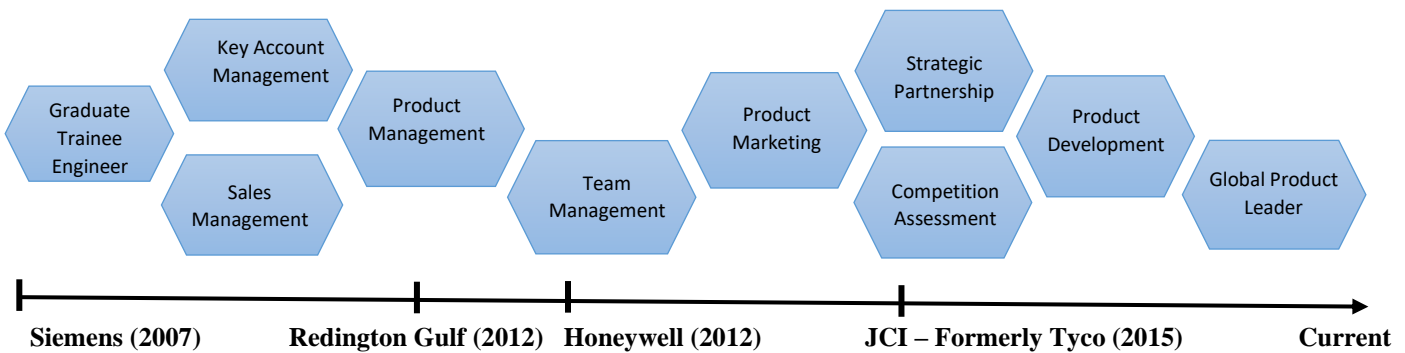 Graduate
Trainee
Engineer
Key Account
Management
Sales
Management
Product
Management
Team
Management
Product
Marketing
Strategic
Partnership
Competition
Assessment
Product
Development
Global Product
Leader
Siemens (2007)
Redington Gulf (2012)
Honeywell (2012)
JCI – Formerly Tyco (2015)
Current